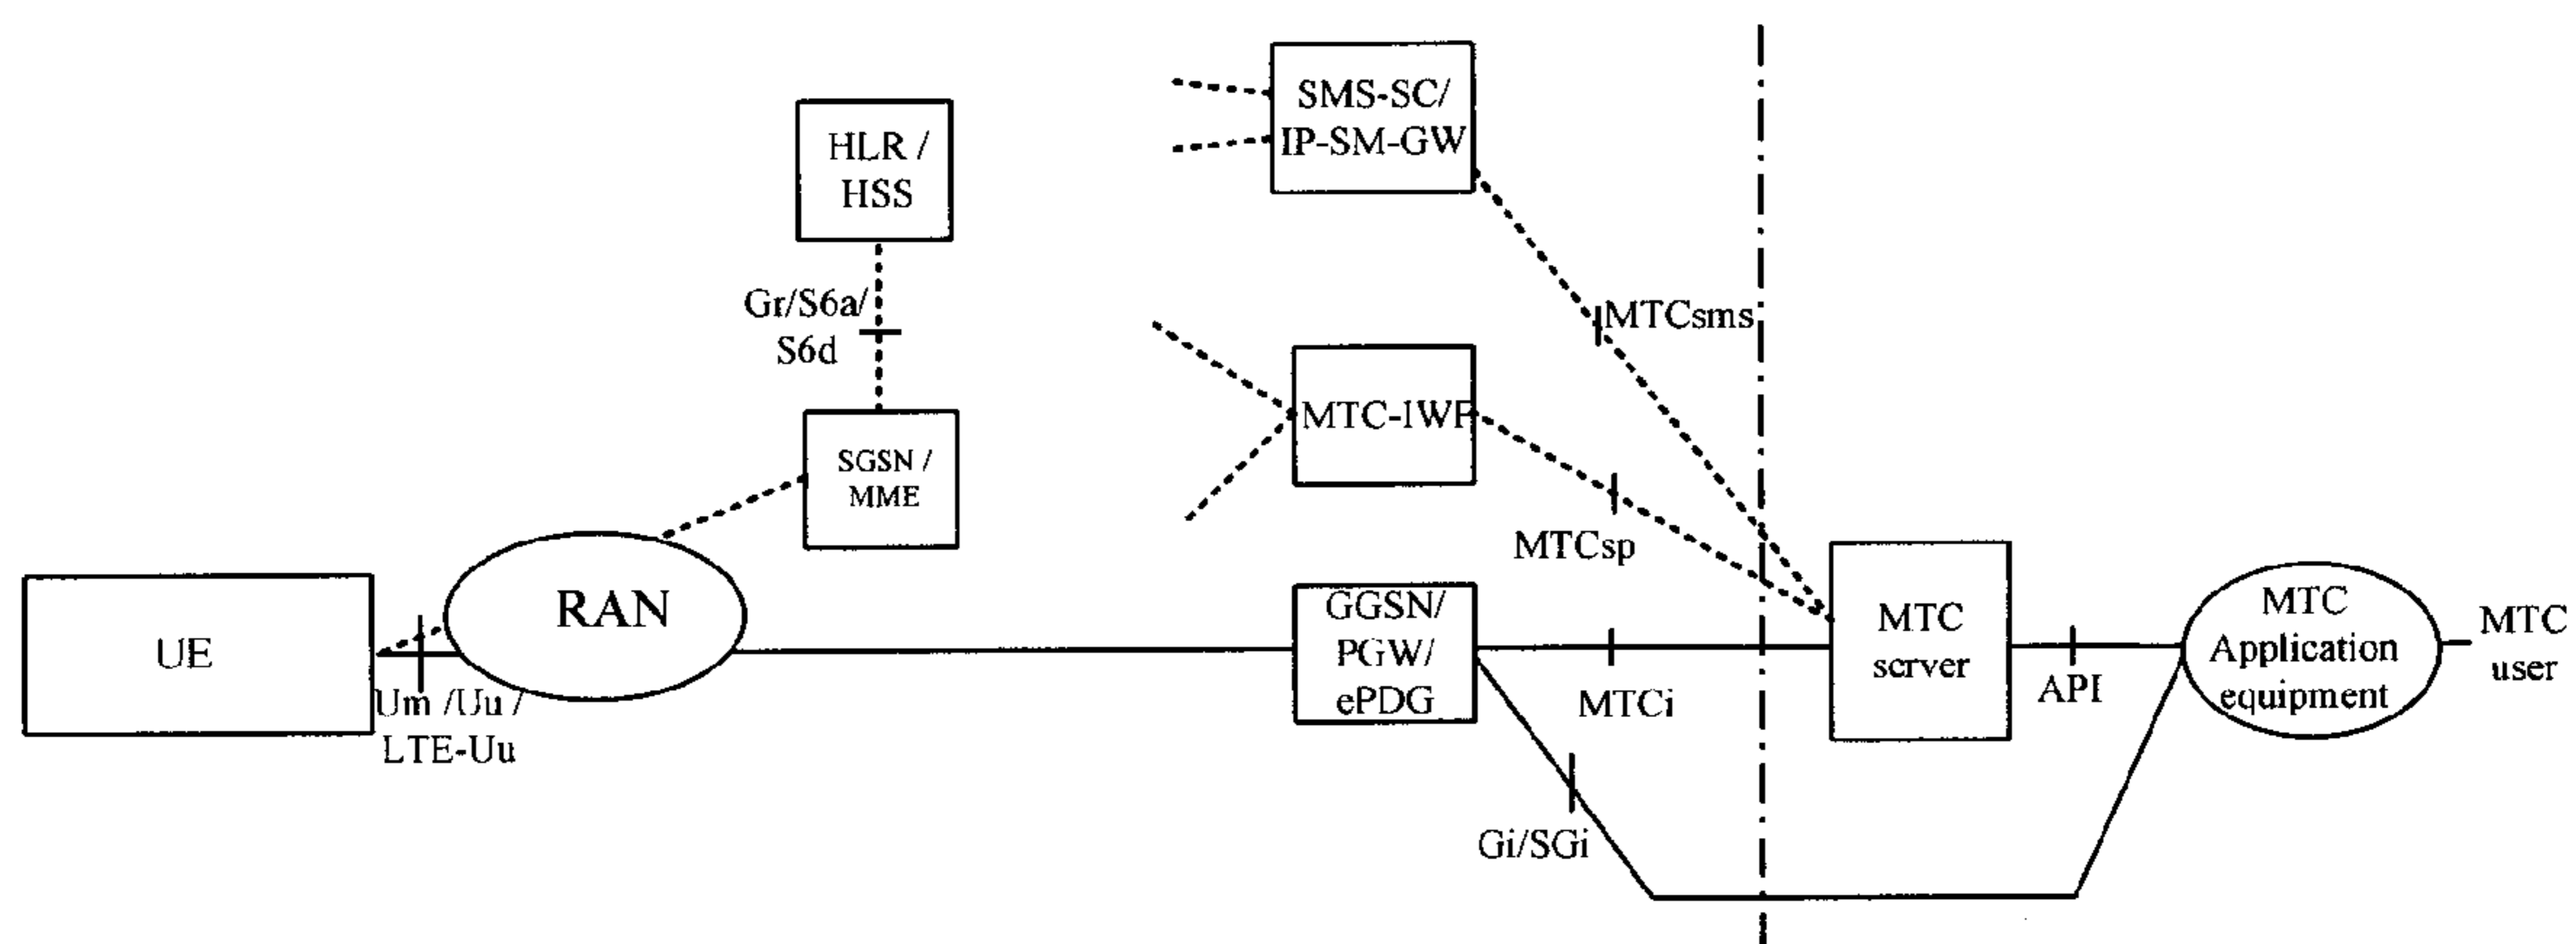 SMS-SC/
IP-SM-GW
HLR /
HSS
Gr/S6a/
S6d
MTCsms
MTC-IWF
SGSN /
MME
MTCsp
UE
RAN
Um /Uu /
LTE-Uu
GGSN/
PGW/
ePDG
MTCi
Gi/SGi
MTC
server
API
MTC
Application
equipment
MTC
user